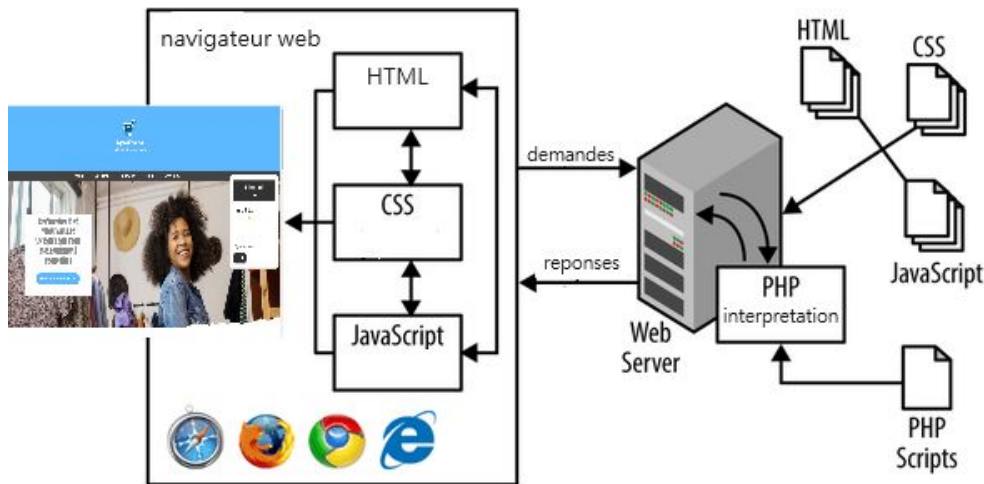 navigateur web
HTML
CSS
JavaScript
demandes
reponses
Web
Server
PHP
interpretation
HTML
CSS
JavaScript
PHP
Scripts